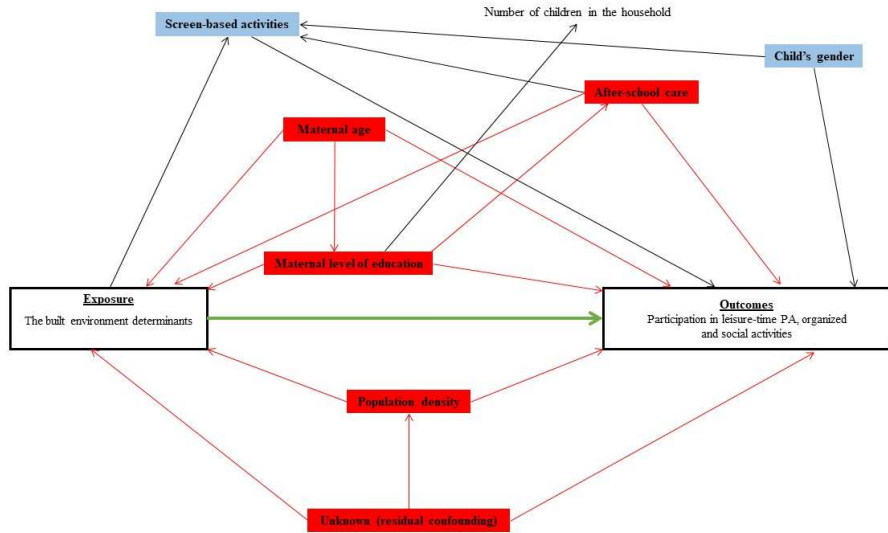 Number of children in the household
Screen-based activities
Child's gender
After-school care
Maternal age
Maternal level of education
Exposure
The built environment determinants
Outcomes
Participation in leisure-time PA, organized
and social activities
Population density
Unknown (residual confounding)